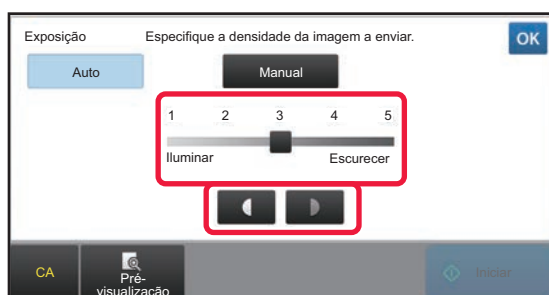 Exposição Especifique a densidade da imagem a enviar. OK
Auto Manual
1 2 3 4 5
Iluminar Escurecer
CA Pré-
visualização Iniciar